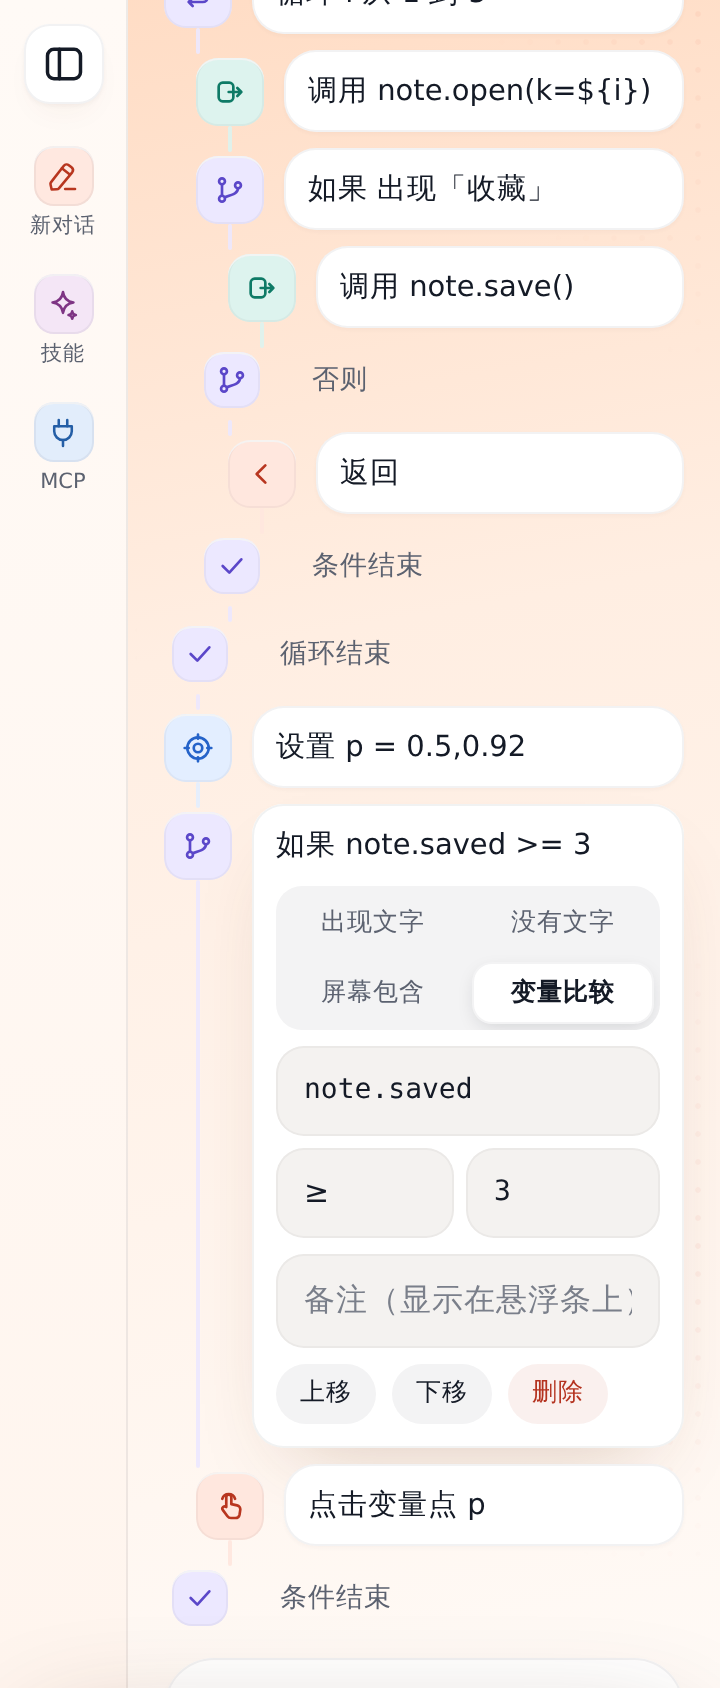 新对话
技能
MCP
调用 note.open(k=${i})
如果 出现「收藏」
调用 note.save()
否则
返回
条件结束
循环结束
设置 p = 0.5,0.92
如果 note.saved >= 3
出现文字
没有文字
屏幕包含
变量比较
note.saved
≥
3
备注（显示在悬浮条上）
上移
下移
删除
点击变量点 p
条件结束